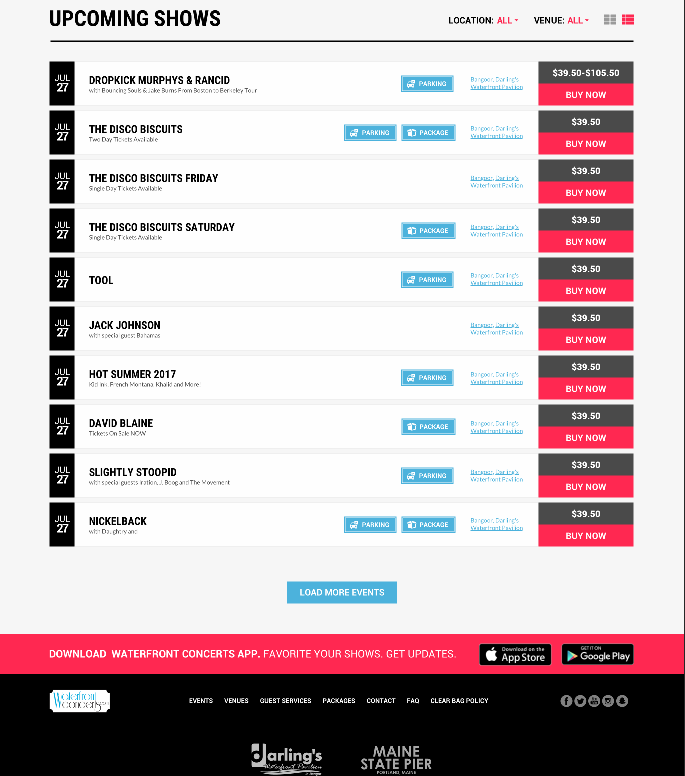 UPCOMING SHOWS
LOCATION: ALL VENUE: ALL
JUL 27
DROPKICK MURPHYS & RANCID
with Bouncing Souls & Jake Burns From Boston to Berkeley Tour
PARKING
Bangoor, Darling's
Waterfront Pavilion
$39.50-$105.50
BUY NOW
JUL 27
THE DISCO BISCUITS
Two Day Tickets Available
PARKING
PACKAGE
Bangoor, Darling's
Waterfront Pavilion
$39.50
BUY NOW
JUL 27
THE DISCO BISCUITS FRIDAY
Single Day Tickets Available
Bangoor, Darling's
Waterfront Pavilion
$39.50
BUY NOW
JUL 27
THE DISCO BISCUITS SATURDAY
Single Day Tickets Available
PACKAGE
Bangoor, Darling's
Waterfront Pavilion
$39.50
BUY NOW
JUL 27
TOOL
PARKING
Bangoor, Darling's
Waterfront Pavilion
$39.50
BUY NOW
JUL 27
JACK JOHNSON
with special guest Bahamas
Bangoor, Darling's
Waterfront Pavilion
$39.50
BUY NOW
JUL 27
HOT SUMMER 2017
Kid Ink, French Montana, Khalid and More
PARKING
Bangoor, Darling's
Waterfront Pavilion
$39.50
BUY NOW
JUL 27
DAVID BLAINE
Tickets On Sale NOW
PACKAGE
Bangoor, Darling's
Waterfront Pavilion
$39.50
BUY NOW
JUL 27
SLIGHTLY STOOPID
with special guests Iration, J. Boog and The Movement
PARKING
Bangoor, Darling's
Waterfront Pavilion
$39.50
BUY NOW
JUL 27
NICKELBACK
with Daughtry and
PARKING
PACKAGE
Bangoor, Darling's
Waterfront Pavilion
$39.50
BUY NOW
LOAD MORE EVENTS
DOWNLOAD WATERFRONT CONCERTS APP. FAVORITE YOUR SHOWS. GET UPDATES.
Download on the
App Store
GET IT ON
Google Play
Waterfront
Concerts
EVENTS VENUES GUEST SERVICES PACKAGES CONTACT FAQ CLEAR BAG POLICY
Darling's
Waterfront Pavilion
MAINE
STATE PIER
PORTLAND, MAINE